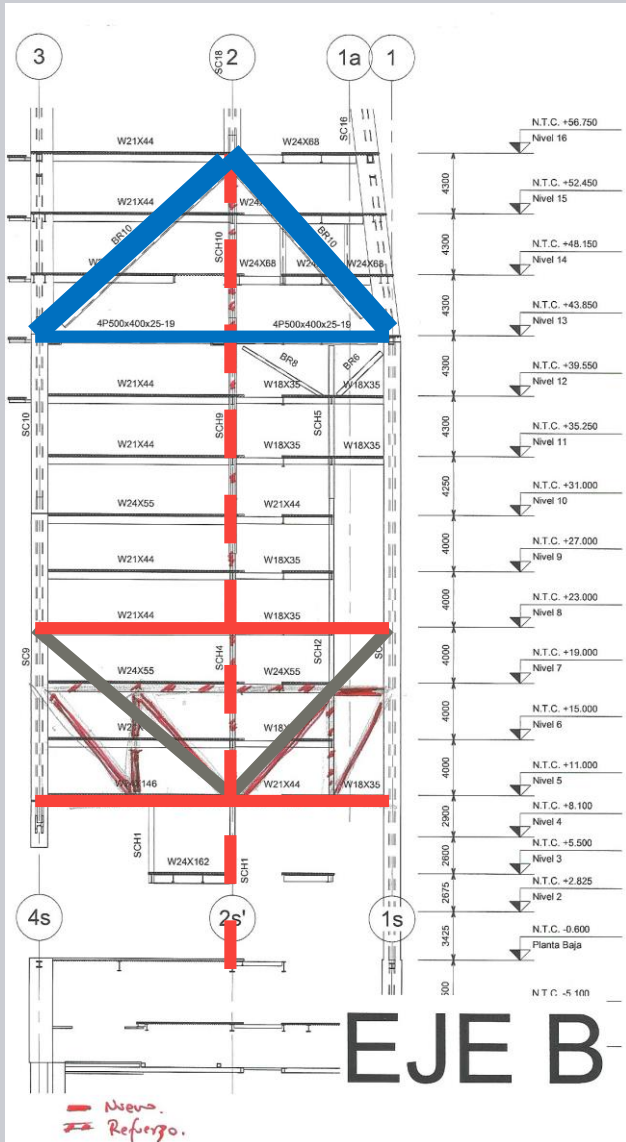 3
2
1a
1
SC18
SC16
W21X44
W24X68
N.T.C. +56.750
Nivel 16
4300
W21X44
N.T.C. +52.450
Nivel 15
BR10
BR10
SCH10
4300
W24X68
W24X68
N.T.C. +48.150
Nivel 14
4300
4P500x400x25-19
4P500x400x25-19
N.T.C. +43.850
Nivel 13
BR8
BR6
4300
W21X44
W18X35
W18X35
N.T.C. +39.550
Nivel 12
SC10
SCH9
SCH5
4300
W21X44
W18X35
W18X35
N.T.C. +35.250
Nivel 11
4250
W24X55
W21X44
N.T.C. +31.000
Nivel 10
4000
W21X44
W18X35
N.T.C. +27.000
Nivel 9
4000
W21X44
W18X35
N.T.C. +23.000
Nivel 8
SC9
SCH4
SCH2
4000
W24X55
W24X55
N.T.C. +19.000
Nivel 7
4000
N.T.C. +15.000
Nivel 6
4000
W21X44
W18X35
N.T.C. +11.000
Nivel 5
2900
N.T.C. +8.100
Nivel 4
SCH1
SCH1
W24X162
2600
N.T.C. +5.500
Nivel 3
2675
N.T.C. +2.825
Nivel 2
4s
2s'
1s
3425
N.T.C. -0.600
Planta Baja
N.T.C. -5.100
EJE B
Nuevo.
Refuerzo.